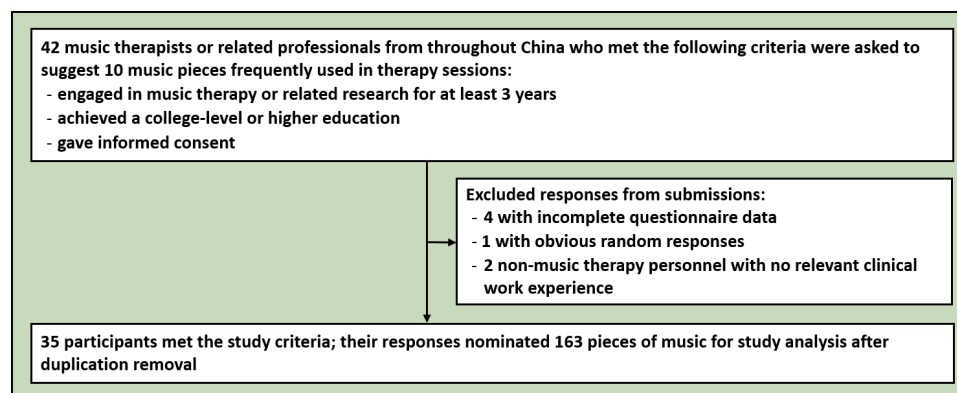 42 music therapists or related professionals from throughout China who met the following criteria were asked to
suggest 10 music pieces frequently used in therapy sessions:
- engaged in music therapy or related research for at least 3 years
- achieved a college-level or higher education
- gave informed consent
Excluded responses from submissions:
- 4 with incomplete questionnaire data
- 1 with obvious random responses
- 2 non-music therapy personnel with no relevant clinical
work experience
35 participants met the study criteria; their responses nominated 163 pieces of music for study analysis after
duplication removal